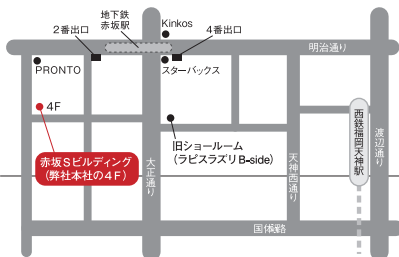 Kinkos
地下鉄
赤坂駅
2番出口
4番出口
明治通り
PRONTO
スターバックス
4F
旧ショールーム
(ラピスラズリB-side)
赤坂Sビルディング
(弊社本社の4F)
大正通り
天神西通り
西鉄福岡天神駅
渡辺通り
国体道路